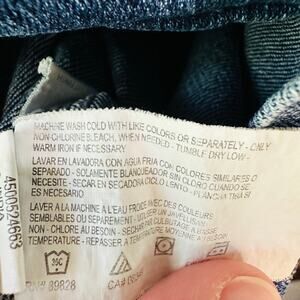 MACHINE WASH COLD WITH LIKE COLORS OR SEPARATELY - ONLY
NON-CHLORINE BLEACH, WHEN NEEDED - TUMBLE DRY LOW -
WARM IRON IF NECESSARY
LAVAR EN LAVADORA CON AGUA FRIA CON COLORES SIMILARES O
SEPARADO - SOLAMENTE BLANQUEADOR SIN CLORO CUANDO SE
NECESITE - SECAR EN SECADORA CICLO LENTO - PLANCHA TIBIA SI
ES NECESARIO
LAVER A LA MACHINE A L'EAU FROIDE AVEC DES COULEURS
SEMBLABLES OU SEPAREMENT -
NON - CHLORE AU BESOIN - SECHER
TEMPERATURE - REPASSER A TEMPERATURE
30C
RN# 89828
CA#